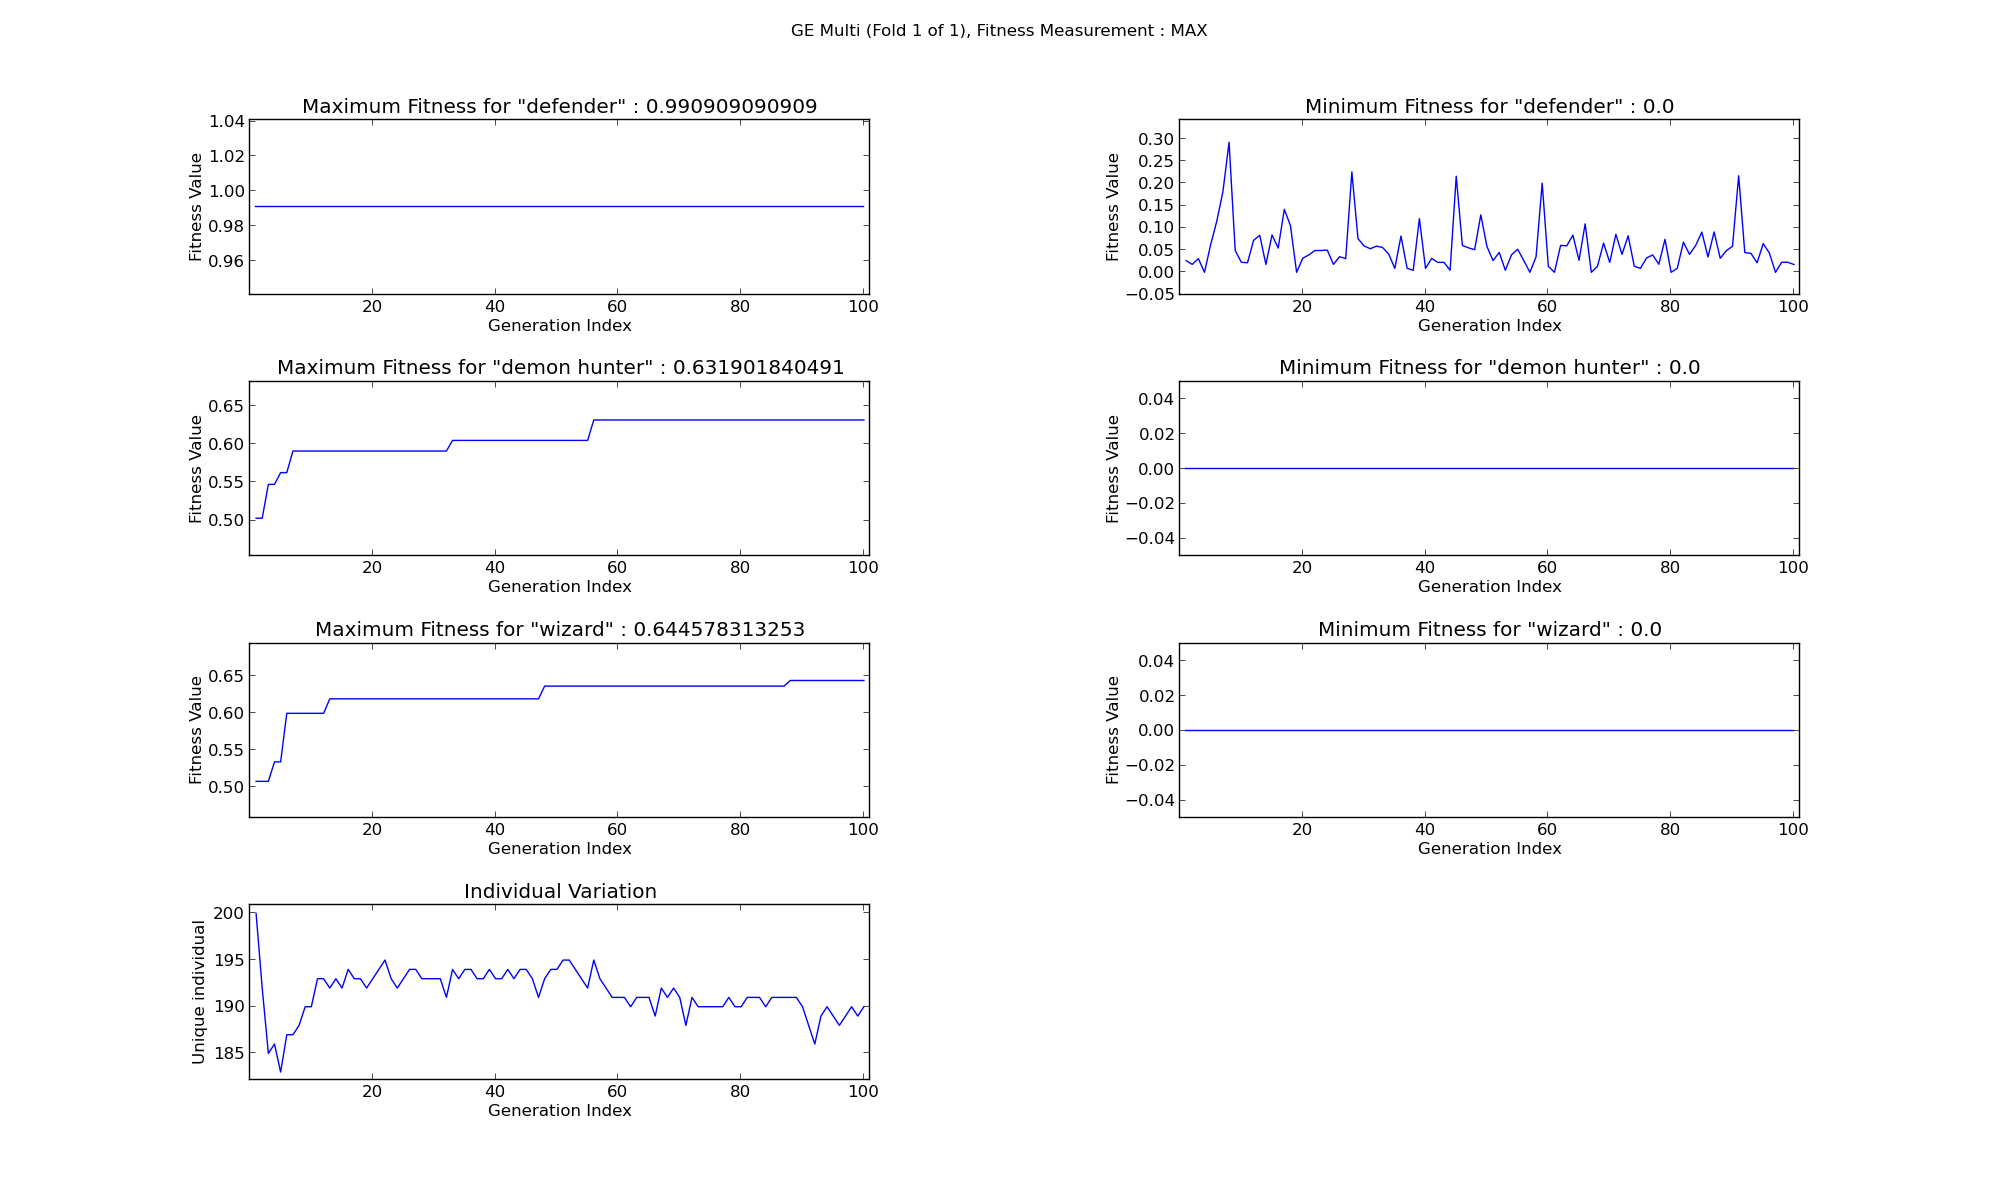 GE Multi (Fold 1 of 1), Fitness Measurement : MAX
Maximum Fitness for "defender" : 0.990909090909
1.04
1.02
1.00
0.98
0.96
Fitness Value
20 40 60 80 100
Generation Index
Minimum Fitness for "defender" : 0.0
0.30
0.25
0.20
0.15
0.10
0.05
0.00
−0.05
Fitness Value
20 40 60 80 100
Generation Index
Maximum Fitness for "demon hunter" : 0.631901840491
0.65
0.60
0.55
0.50
Fitness Value
20 40 60 80 100
Generation Index
Minimum Fitness for "demon hunter" : 0.0
0.04
0.02
0.00
−0.02
−0.04
Fitness Value
20 40 60 80 100
Generation Index
Maximum Fitness for "wizard" : 0.644578313253
0.65
0.60
0.55
0.50
Fitness Value
20 40 60 80 100
Generation Index
Minimum Fitness for "wizard" : 0.0
0.04
0.02
0.00
−0.02
−0.04
Fitness Value
20 40 60 80 100
Generation Index
Individual Variation
200
195
190
185
Unique individual
20 40 60 80 100
Generation Index